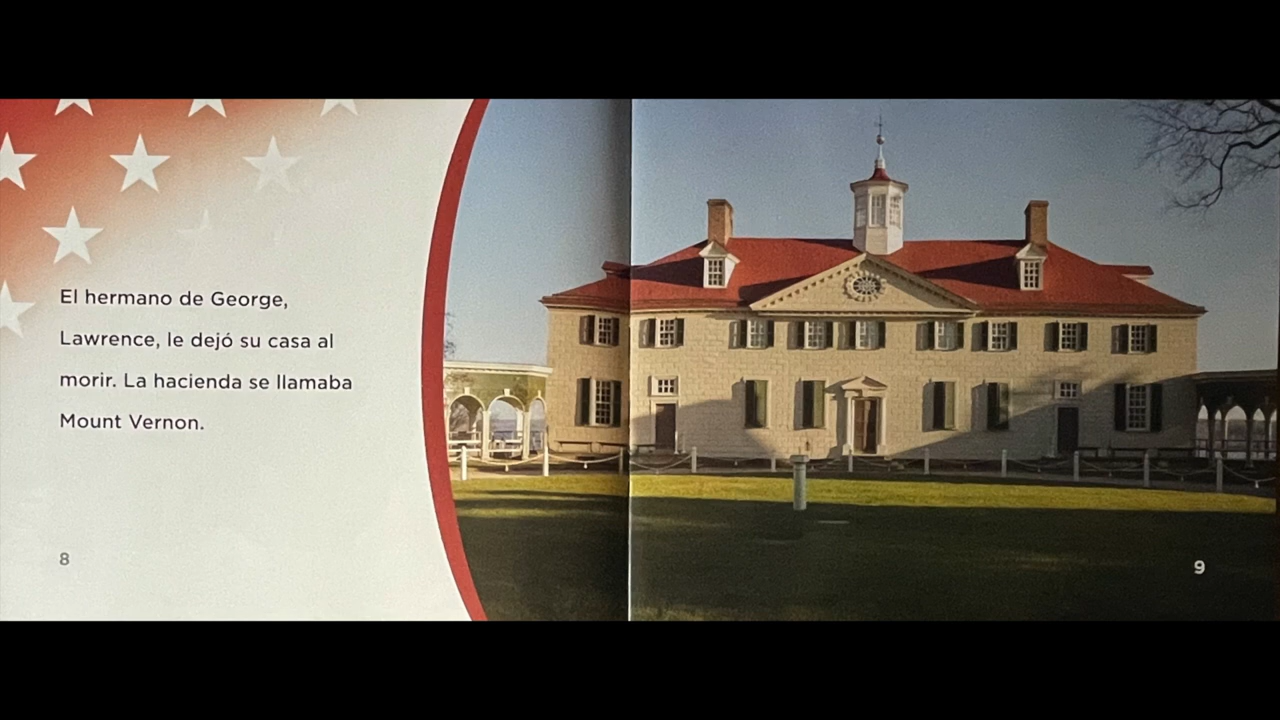 El hermano de George,
Lawrence, le dejó su casa al
morir. La hacienda se llamaba
Mount Vernon.
8
9